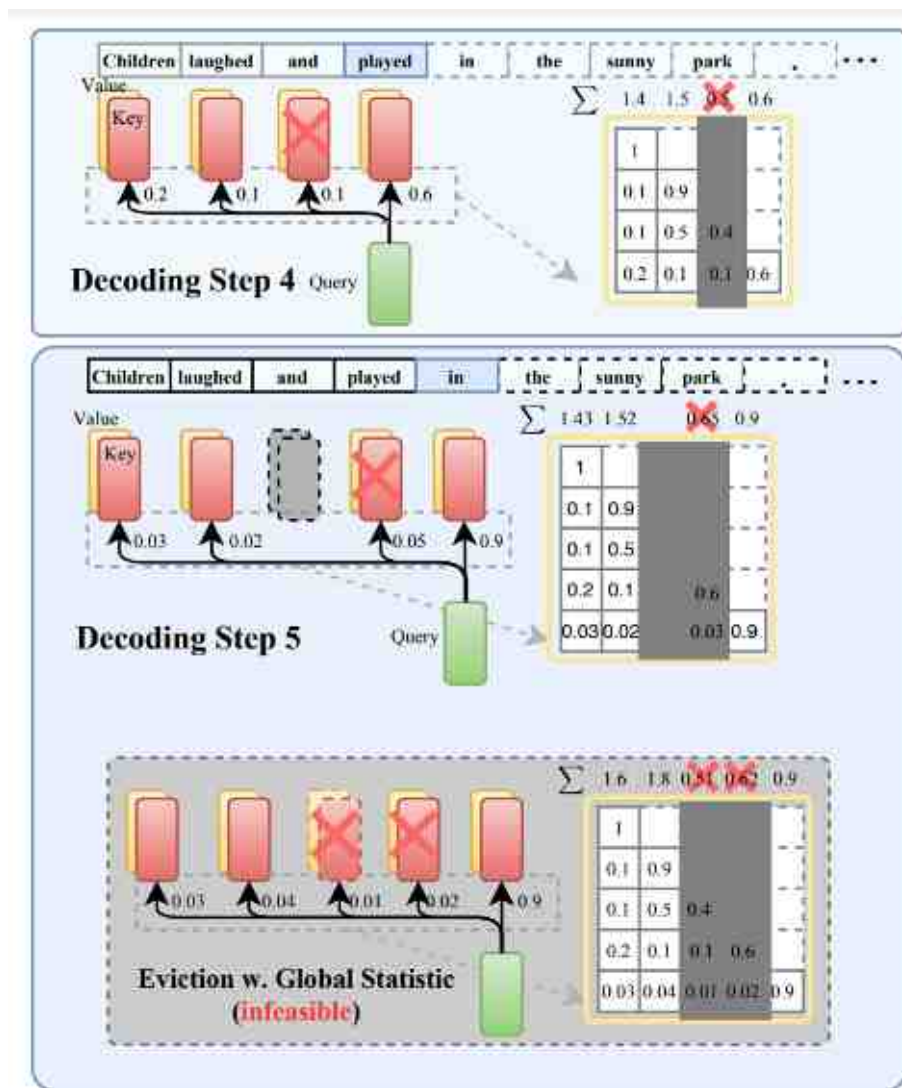 Children laughed and played in the sunny park . ...
Value
Key
∑ 1.4 1.5 0.5 0.6
1
0.1 0.9
0.1 0.5 0.4
0.2 0.1 0.1 0.6
0.2 0.1 0.1 0.6
Decoding Step 4
Query
Children laughed and played in the sunny park . ...
Value
Key
∑ 1.43 1.52 0.65 0.9
1
0.1 0.9
0.1 0.5
0.2 0.1 0.6
0.03 0.02 0.03 0.9
0.03 0.02 0.05 0.9
Decoding Step 5
Query
∑ 1.6 1.8 0.51 0.62 0.9
1
0.1 0.9
0.1 0.5 0.4
0.2 0.1 0.1 0.6
0.03 0.04 0.01 0.02 0.9
0.03 0.04 0.01 0.02 0.9
Eviction w. Global Statistic
(infeasible)